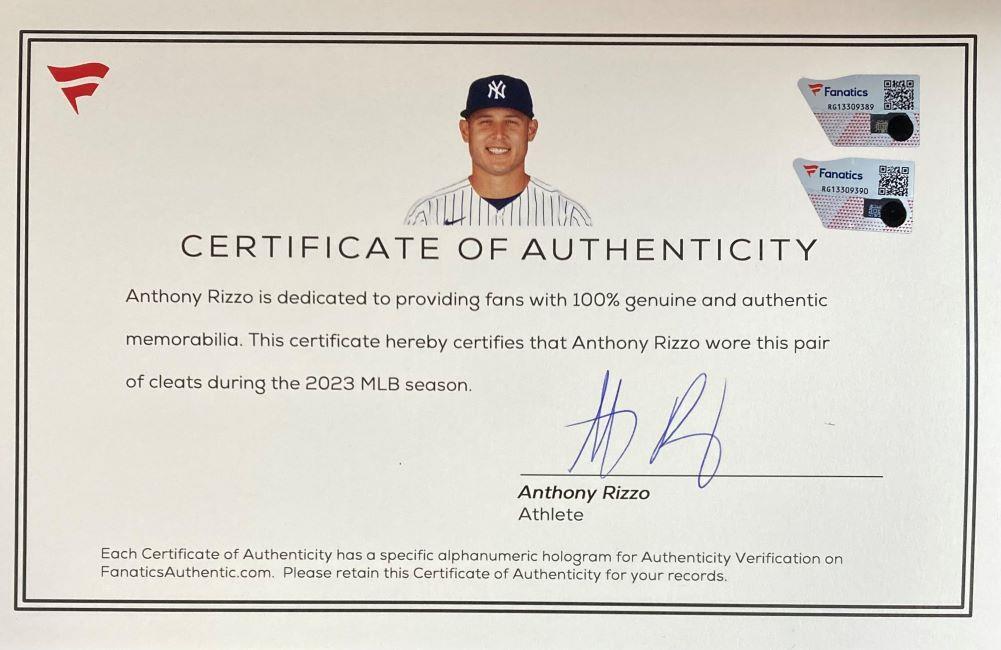 NY
Fanatics
RG13309389
Fanatics
RG13309390
CERTIFICATE OF AUTHENTICITY
Anthony Rizzo is dedicated to providing fans with 100% genuine and authentic
memorabilia. This certificate hereby certifies that Anthony Rizzo wore this pair
of cleats during the 2023 MLB season.
Anthony Rizzo
Athlete
Each Certificate of Authenticity has a specific alphanumeric hologram for Authenticity Verification on
FanaticsAuthentic.com. Please retain this Certificate of Authenticity for your records.